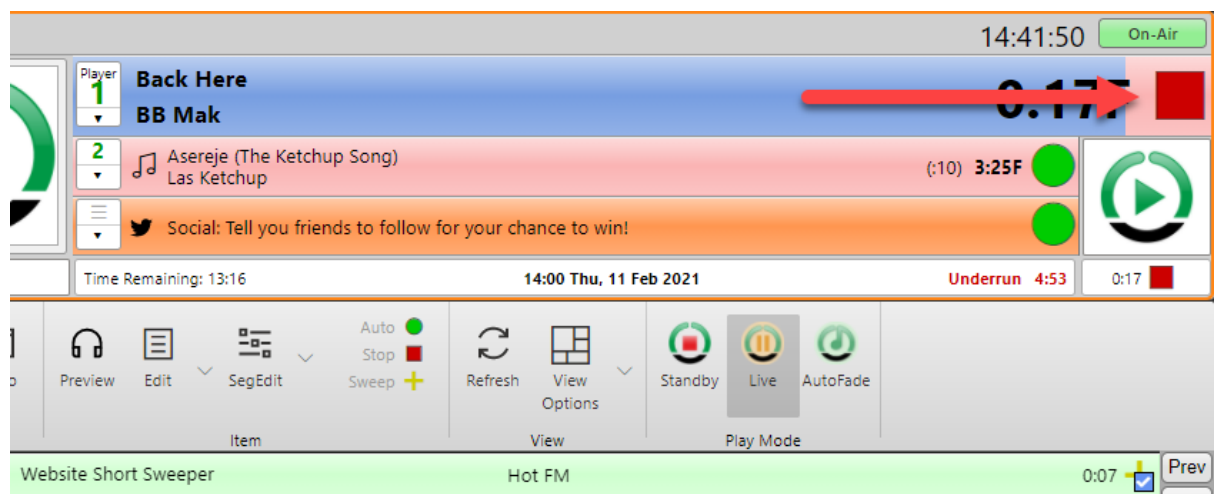 14:41:50 On-Air
Player
1
Back Here
BB Mak
0:17F
2
Asereje (The Ketchup Song)
Las Ketchup
(:10) 3:25F
Social: Tell you friends to follow for your chance to win!
Time Remaining: 13:16 14:00 Thu, 11 Feb 2021 Underrun 4:53 0:17
Preview Edit SegEdit
Auto
Stop
Sweep
Refresh View Options
Standby Live AutoFade
Item View Play Mode
Website Short Sweeper Hot FM 0:07 Prev